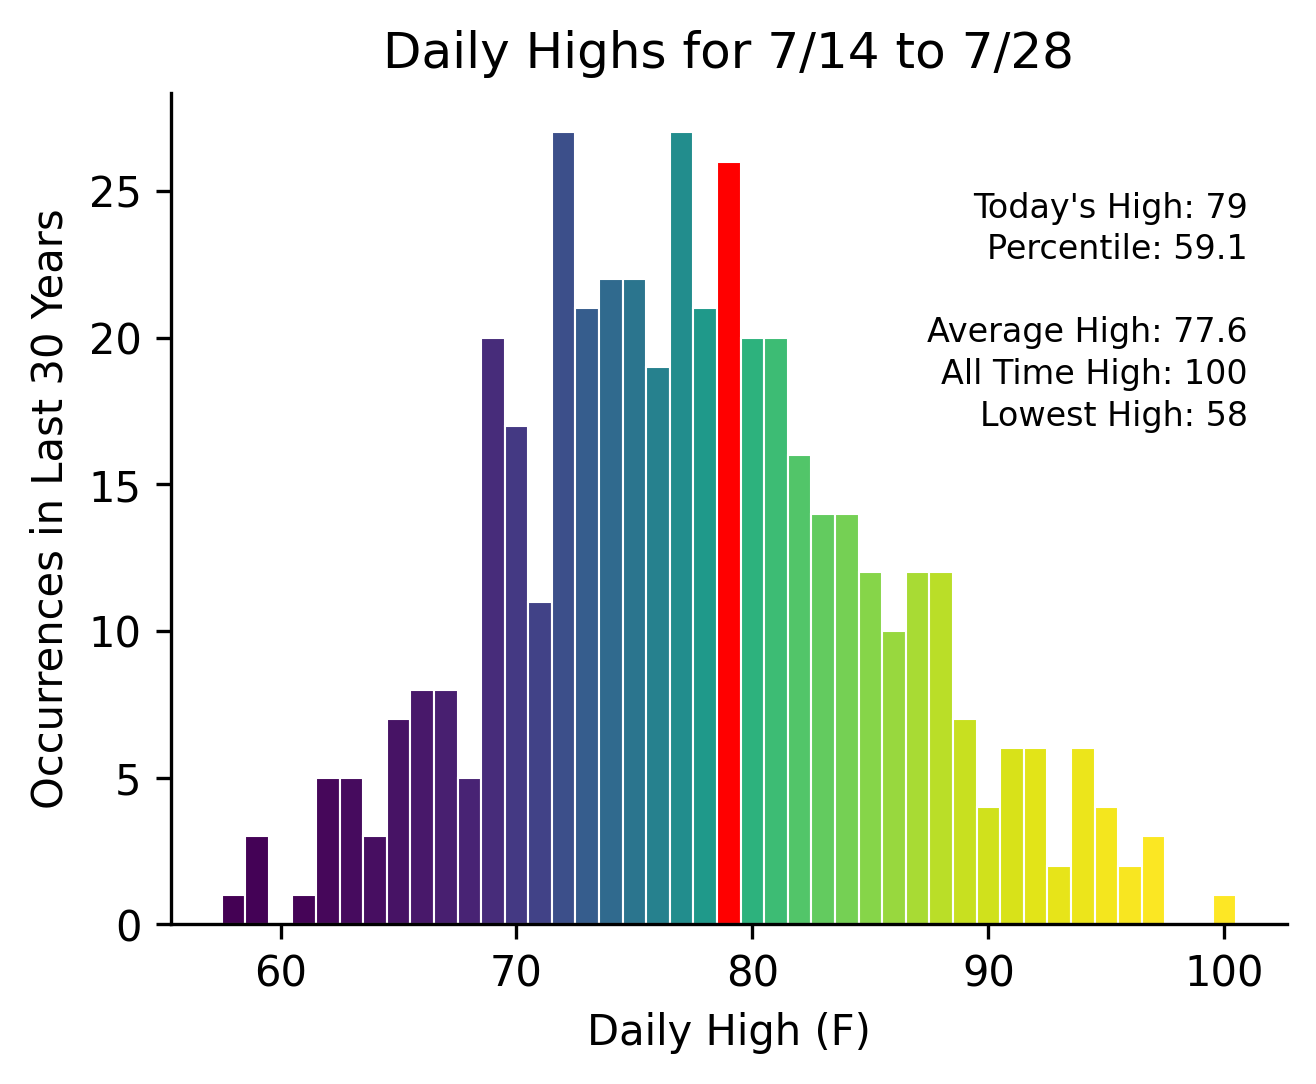 Daily Highs for 7/14 to 7/28
Occurrences in Last 30 Years
25
20
15
10
5
0
Today's High: 79
Percentile: 59.1
Average High: 77.6
All Time High: 100
Lowest High: 58
60 70 80 90 100
Daily High (F)